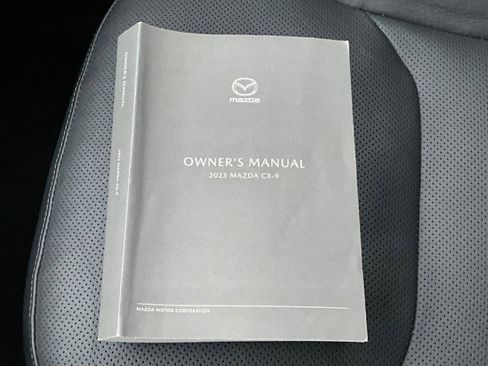 OWNER'S MANUAL
2023 MAZDA CX-9
mazda
OWNER'S MANUAL
2023 MAZDA CX-9
MAZDA MOTOR CORPORATION